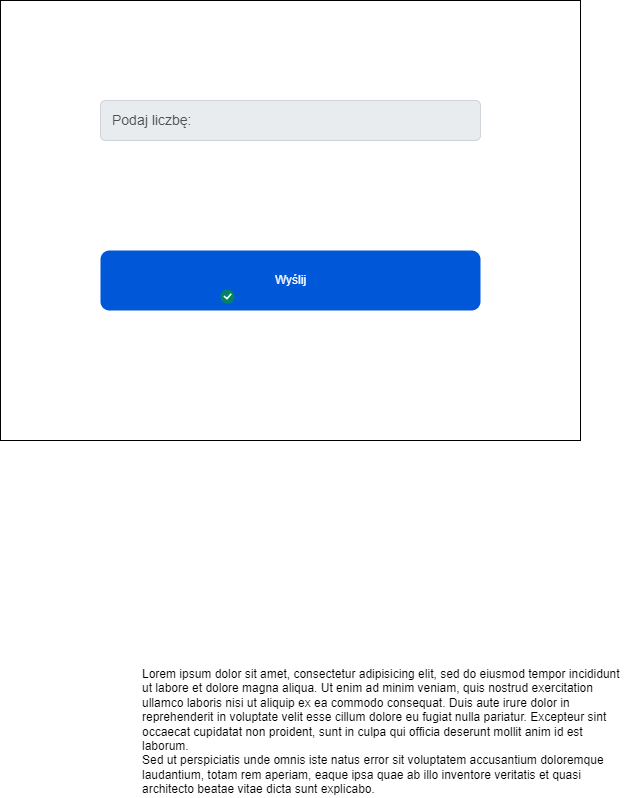 Podaj liczbę:
Wyślij
Lorem ipsum dolor sit amet, consectetur adipisicing elit, sed do eiusmod tempor incididunt
ut labore et dolore magna aliqua. Ut enim ad minim veniam, quis nostrud exercitation
ullamco laboris nisi ut aliquip ex ea commodo consequat. Duis aute irure dolor in
reprehenderit in voluptate velit esse cillum dolore eu fugiat nulla pariatur. Excepteur sint
occaecat cupidatat non proident, sunt in culpa qui officia deserunt mollit anim id est
laborum.
Sed ut perspiciatis unde omnis iste natus error sit voluptatem accusantium doloremque
laudantium, totam rem aperiam, eaque ipsa quae ab illo inventore veritatis et quasi
architecto beatae vitae dicta sunt explicabo.